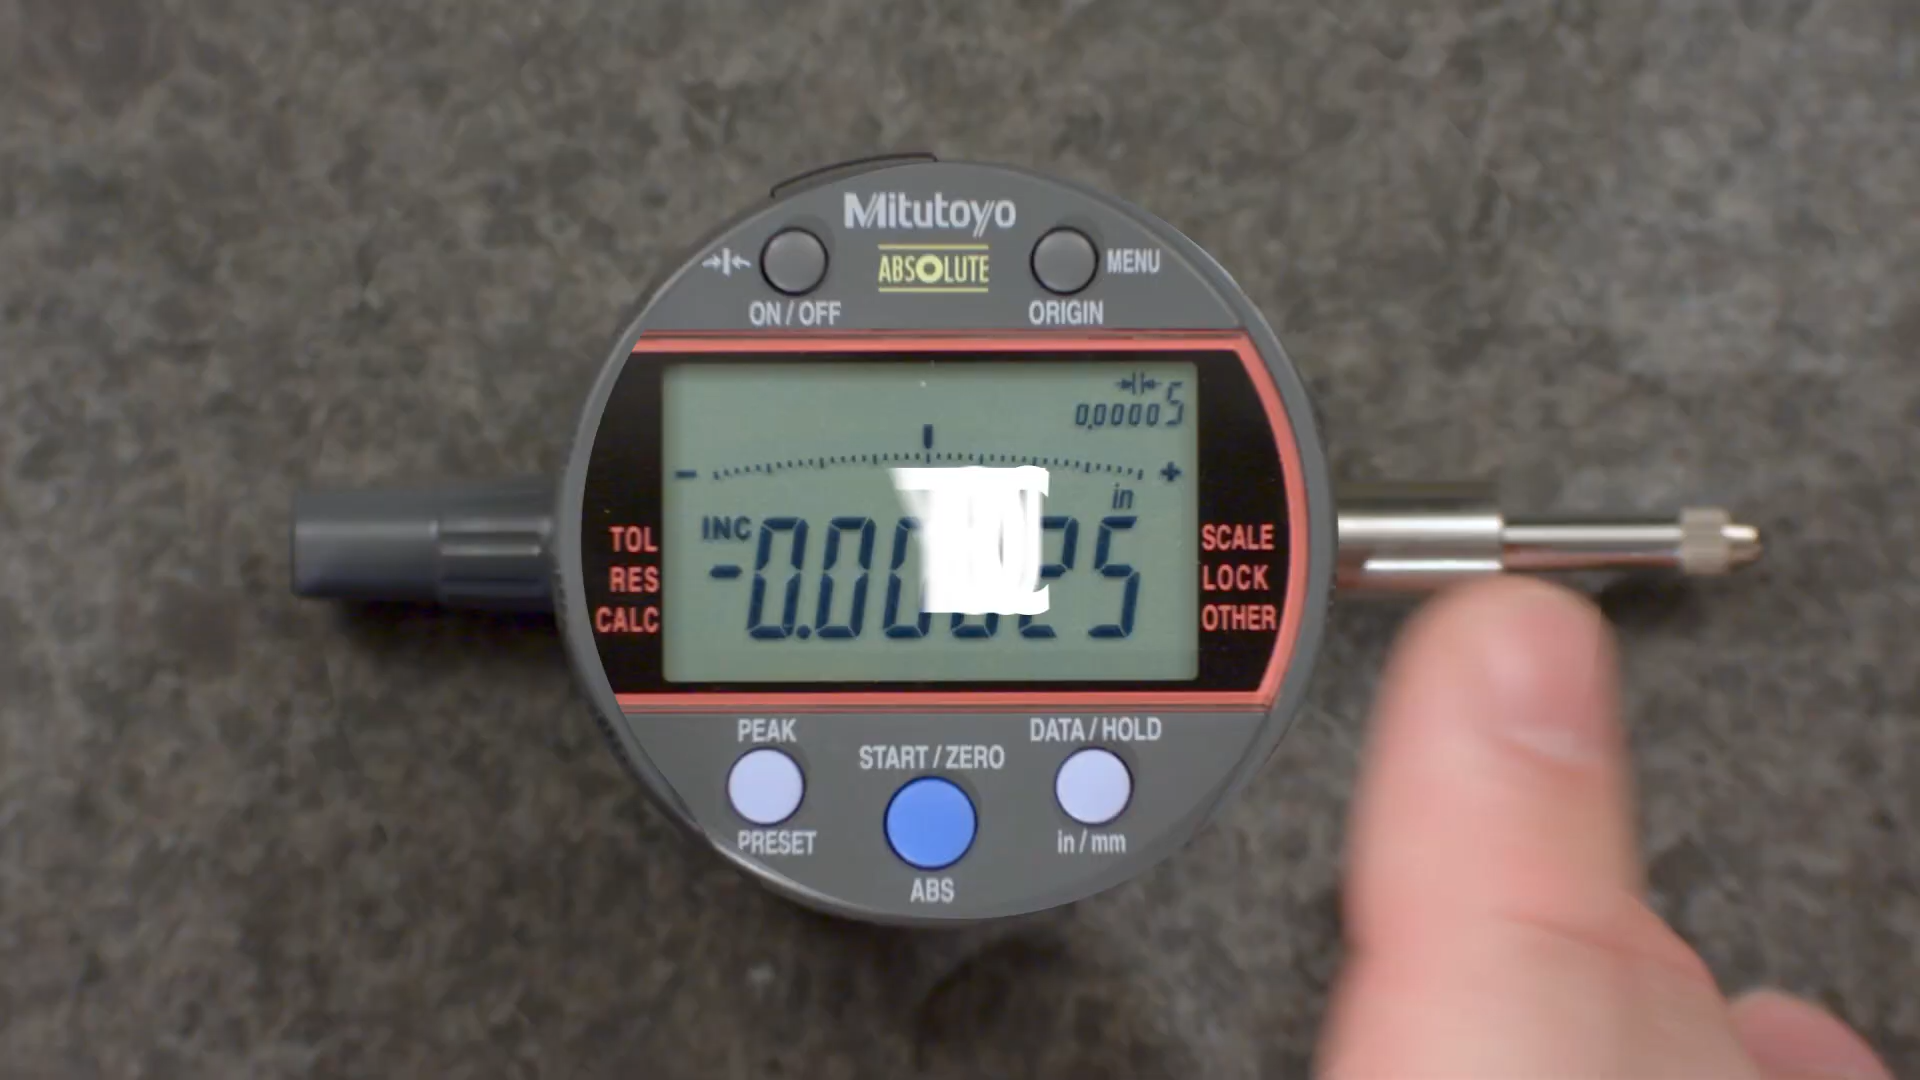 Mitutoyo
ABSOLUTE
MENU
ON / OFF
ORIGIN
0.00005
- +
in
INC
TOL
RES
CALC
SCALE
LOCK
OTHER
PEAK
START / ZERO
DATA / HOLD
PRESET
in / mm
ABS